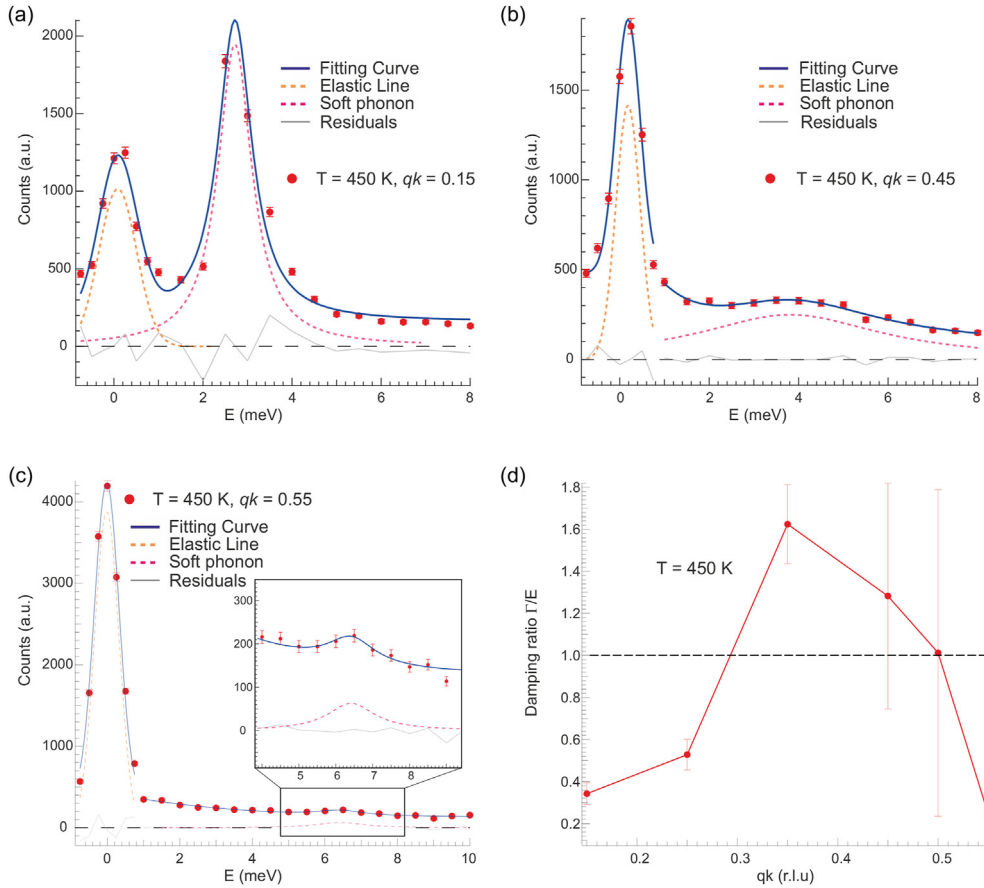 (a)
2000
1500
1000
500
0
Counts (a.u.)
Fitting Curve
Elastic Line
Soft phonon
Residuals
T = 450 K, qk = 0.15
0 2 4 6 8
E (meV)
(b)
1500
1000
500
0
Counts (a.u.)
Fitting Curve
Elastic Line
Soft phonon
Residuals
T = 450 K, qk = 0.45
0 2 4 6 8
E (meV)
(c)
4000
3000
2000
1000
0
Counts (a.u.)
T = 450 K, qk = 0.55
Fitting Curve
Elastic Line
Soft phonon
Residuals
300
200
100
0
5 6 7 8 9
0 2 4 6 8 10
E (meV)
(d)
1.8
1.6
1.4
1.2
1.0
0.8
0.6
0.4
0.2
Damping ratio Γ/E
T = 450 K
0.2 0.3 0.4 0.5
qk (r.l.u)